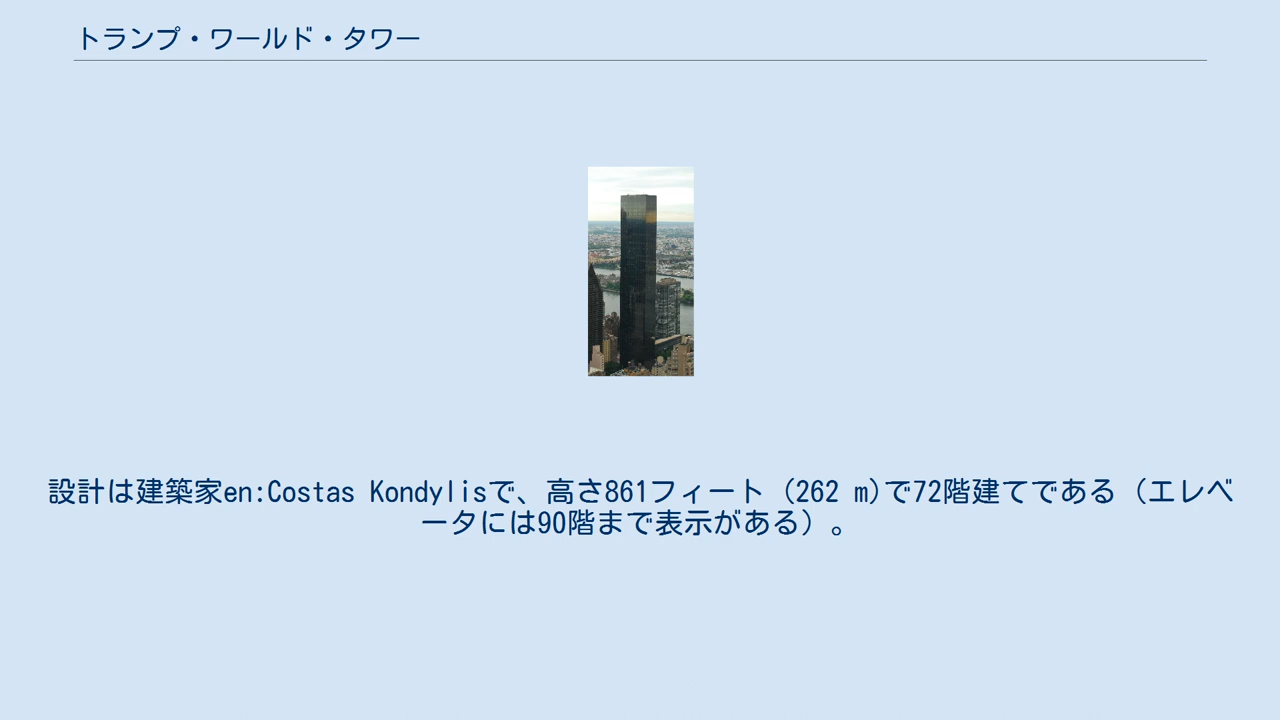 トランプ・ワールド・タワー
設計は建築家en:Costas Kondylisで、高さ861フィート (262 m)で72階建てである（エレベ
ータには90階まで表示がある）。